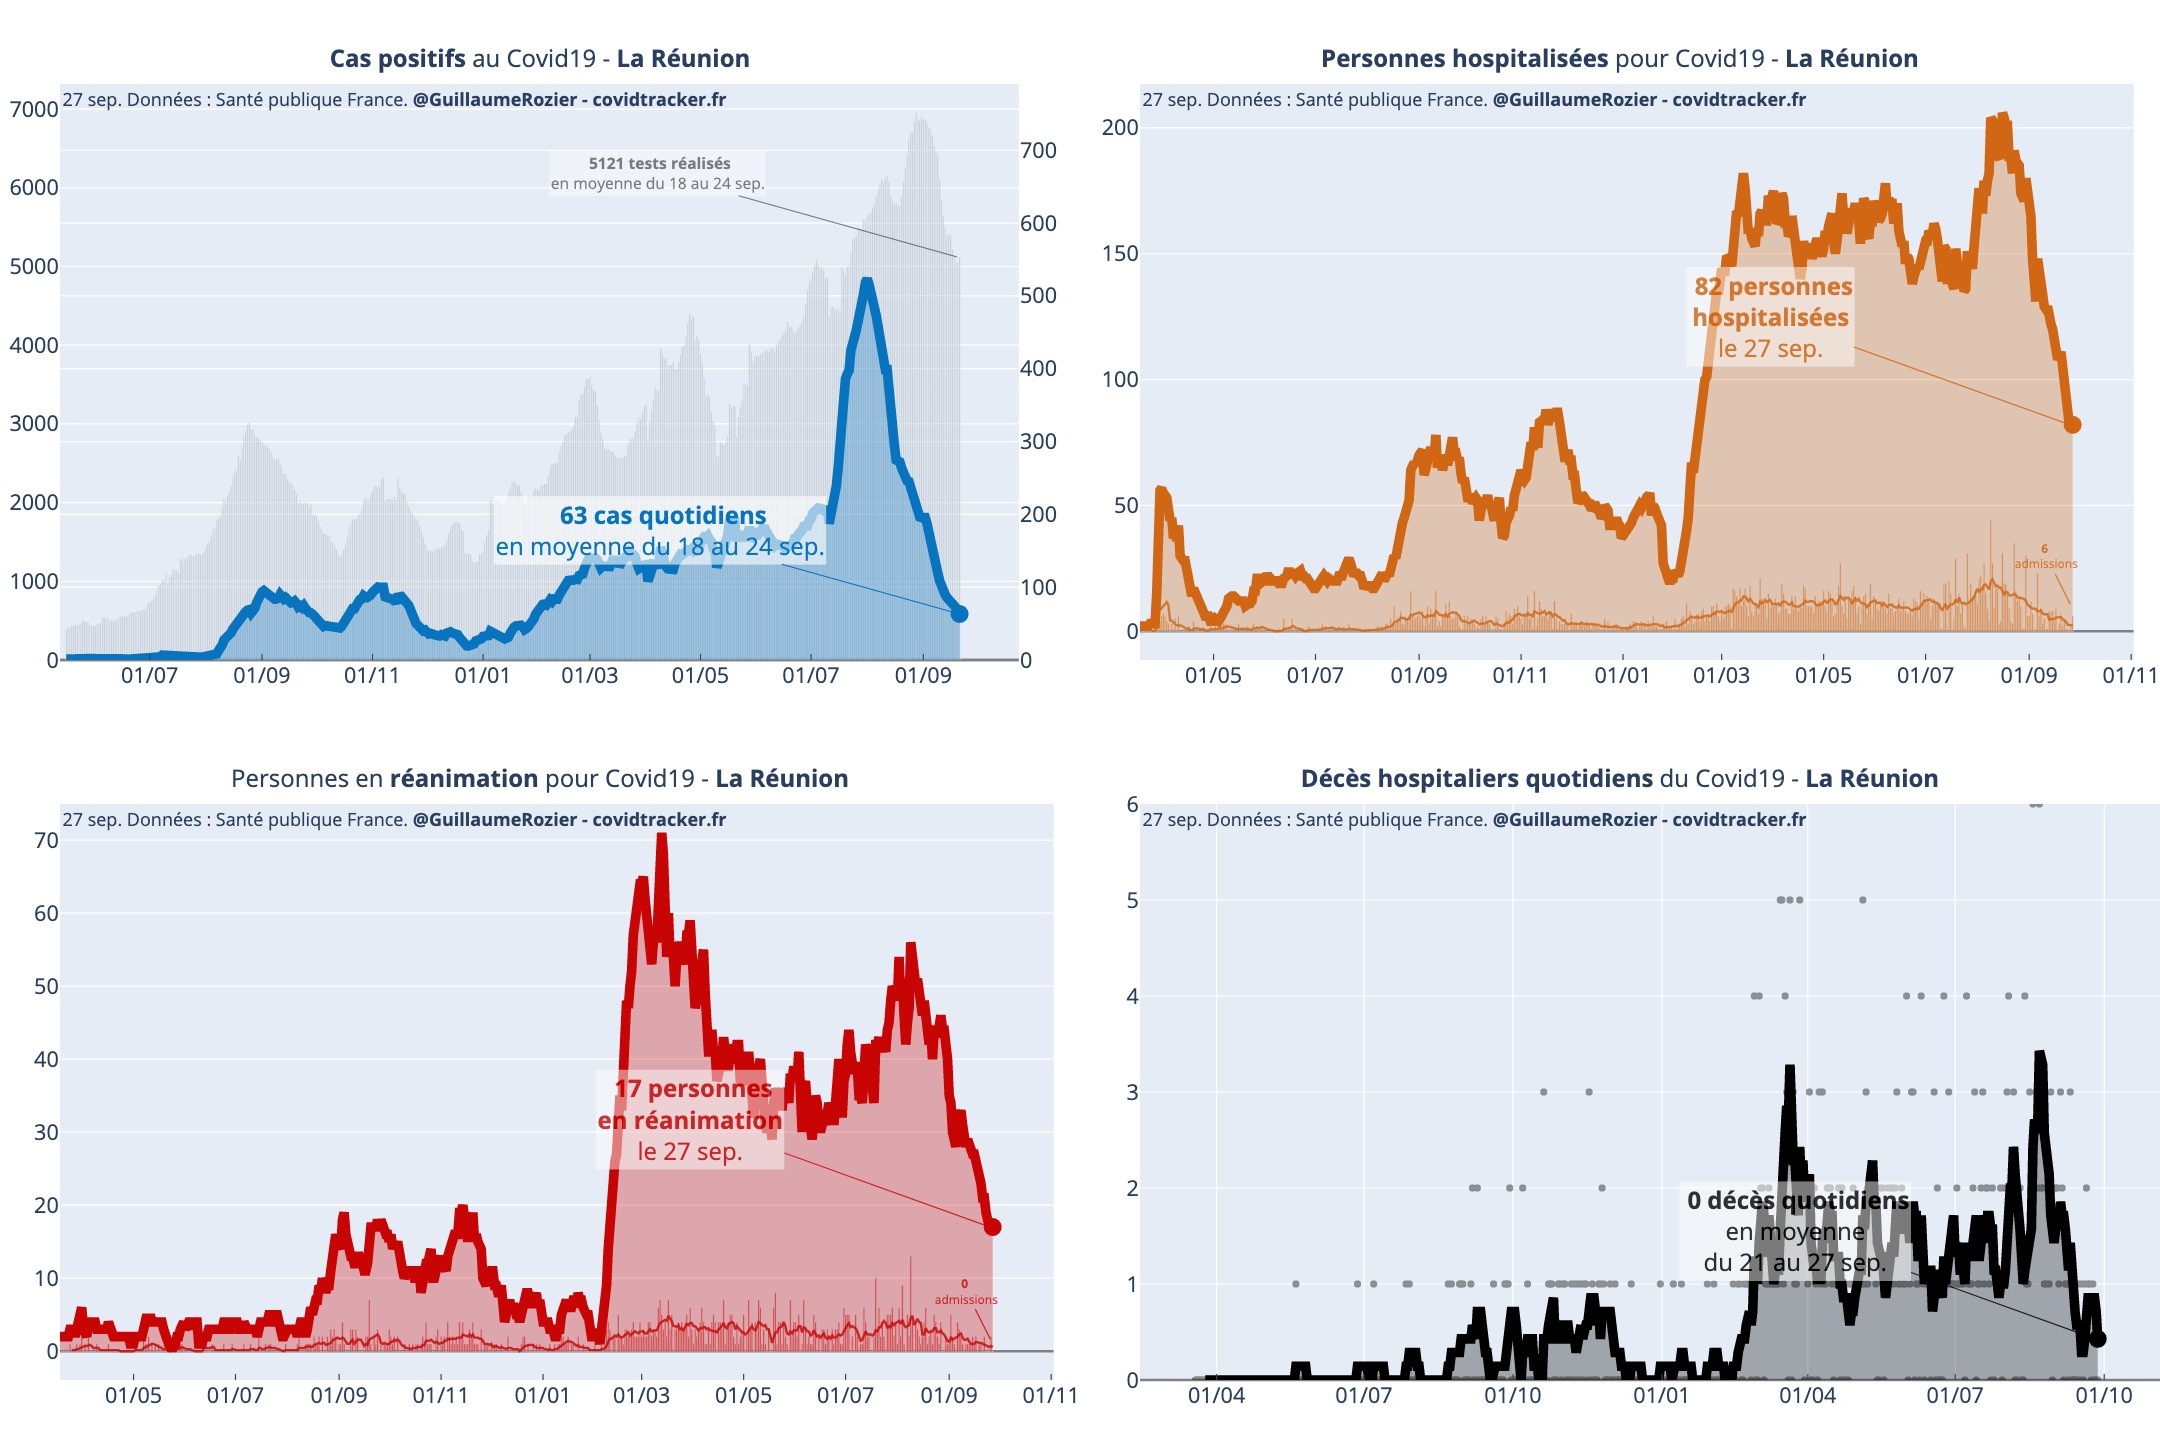 Cas positifs au Covid19 - La Réunion
27 sep. Données : Santé publique France. @GuillaumeRozier - covidtracker.fr
7000
6000
5000
4000
3000
2000
1000
0
700
600
500
400
300
200
100
0
5121 tests réalisés
en moyenne du 18 au 24 sep.
63 cas quotidiens
en moyenne du 18 au 24 sep.
01/07 01/09 01/11 01/01 01/03 01/05 01/07 01/09
Personnes hospitalisées pour Covid19 - La Réunion
27 sep. Données : Santé publique France. @GuillaumeRozier - covidtracker.fr
200
150
100
50
0
82 personnes
hospitalisées
le 27 sep.
6
admissions
01/05 01/07 01/09 01/11 01/01 01/03 01/05 01/07 01/09 01/11
Personnes en réanimation pour Covid19 - La Réunion
27 sep. Données : Santé publique France. @GuillaumeRozier - covidtracker.fr
70
60
50
40
30
20
10
0
17 personnes
en réanimation
le 27 sep.
0
admissions
01/05 01/07 01/09 01/11 01/01 01/03 01/05 01/07 01/09 01/11
Décès hospitaliers quotidiens du Covid19 - La Réunion
27 sep. Données : Santé publique France. @GuillaumeRozier - covidtracker.fr
6
5
4
3
2
1
0
0 décès quotidiens
en moyenne
du 21 au 27 sep.
01/04 01/07 01/10 01/01 01/04 01/07 01/10